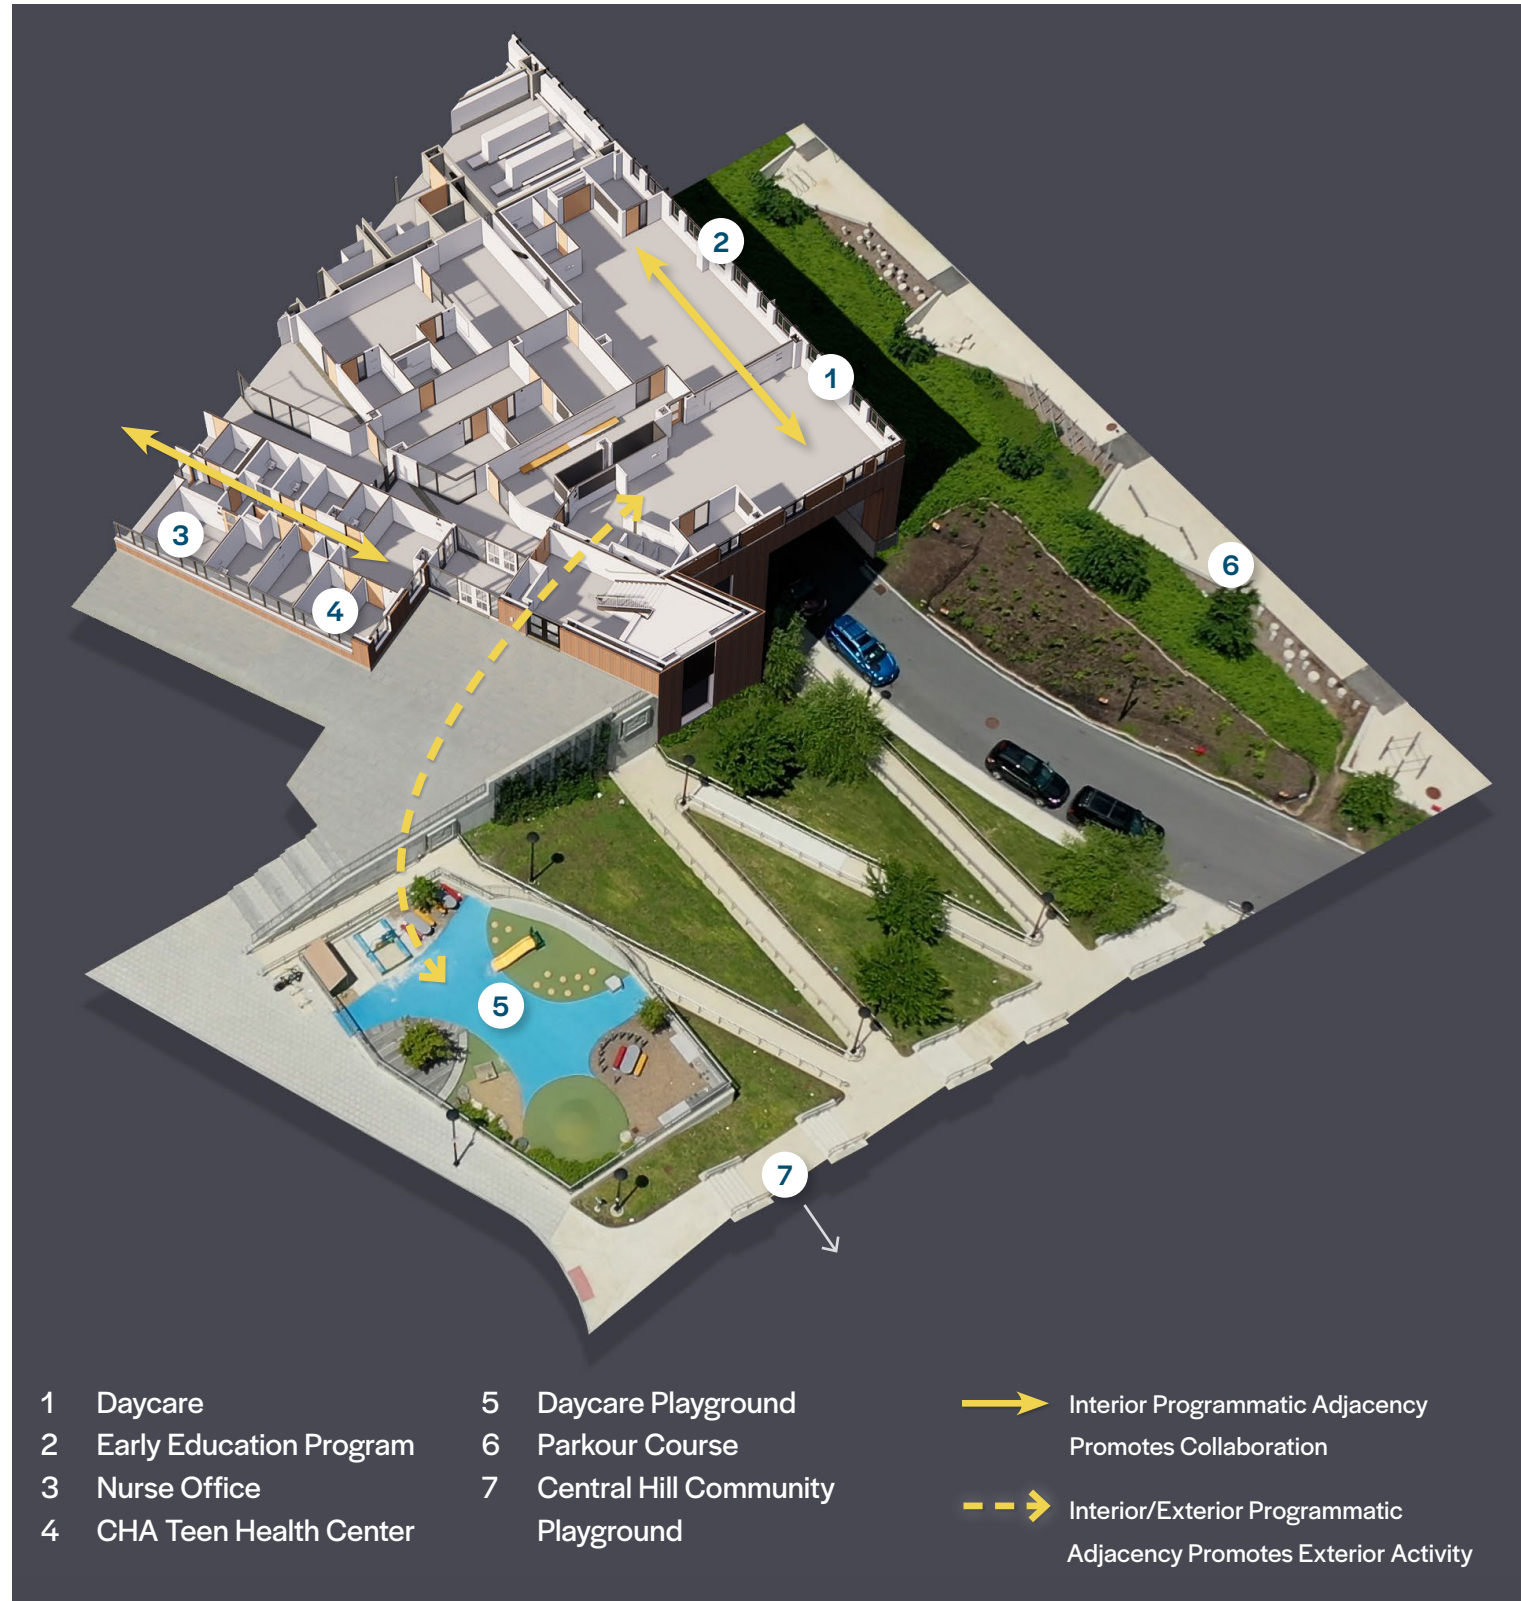 2
1
3
6
4
5
7
1 Daycare
2 Early Education Program
3 Nurse Office
4 CHA Teen Health Center
5 Daycare Playground
6 Parkour Course
7 Central Hill Community
Playground
Interior Programmatic Adjacency
Promotes Collaboration
Interior/Exterior Programmatic
Adjacency Promotes Exterior Activity